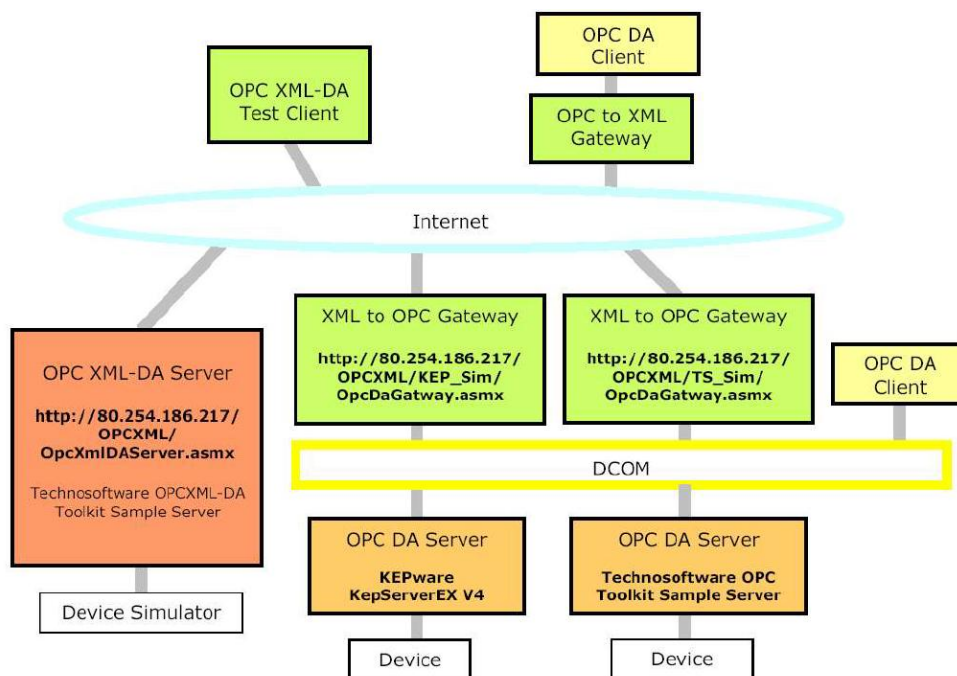 OPC DA
Client
OPC XML-DA
Test Client
OPC to XML
Gateway
Internet
XML to OPC Gateway
http://80.254.186.217/
OPCXML/KEP_Sim/
OpcDaGatway.asmx
XML to OPC Gateway
http://80.254.186.217/
OPCXML/TS_Sim/
OpcDaGatway.asmx
OPC DA
Client
OPC XML-DA Server
http://80.254.186.217/
OPCXML/
OpcXmlDAServer.asmx
Technosoftware OPCXML-DA
Toolkit Sample Server
DCOM
OPC DA Server
KEPware
KepServerEX V4
OPC DA Server
Technosoftware OPC
Toolkit Sample Server
Device Simulator
Device
Device